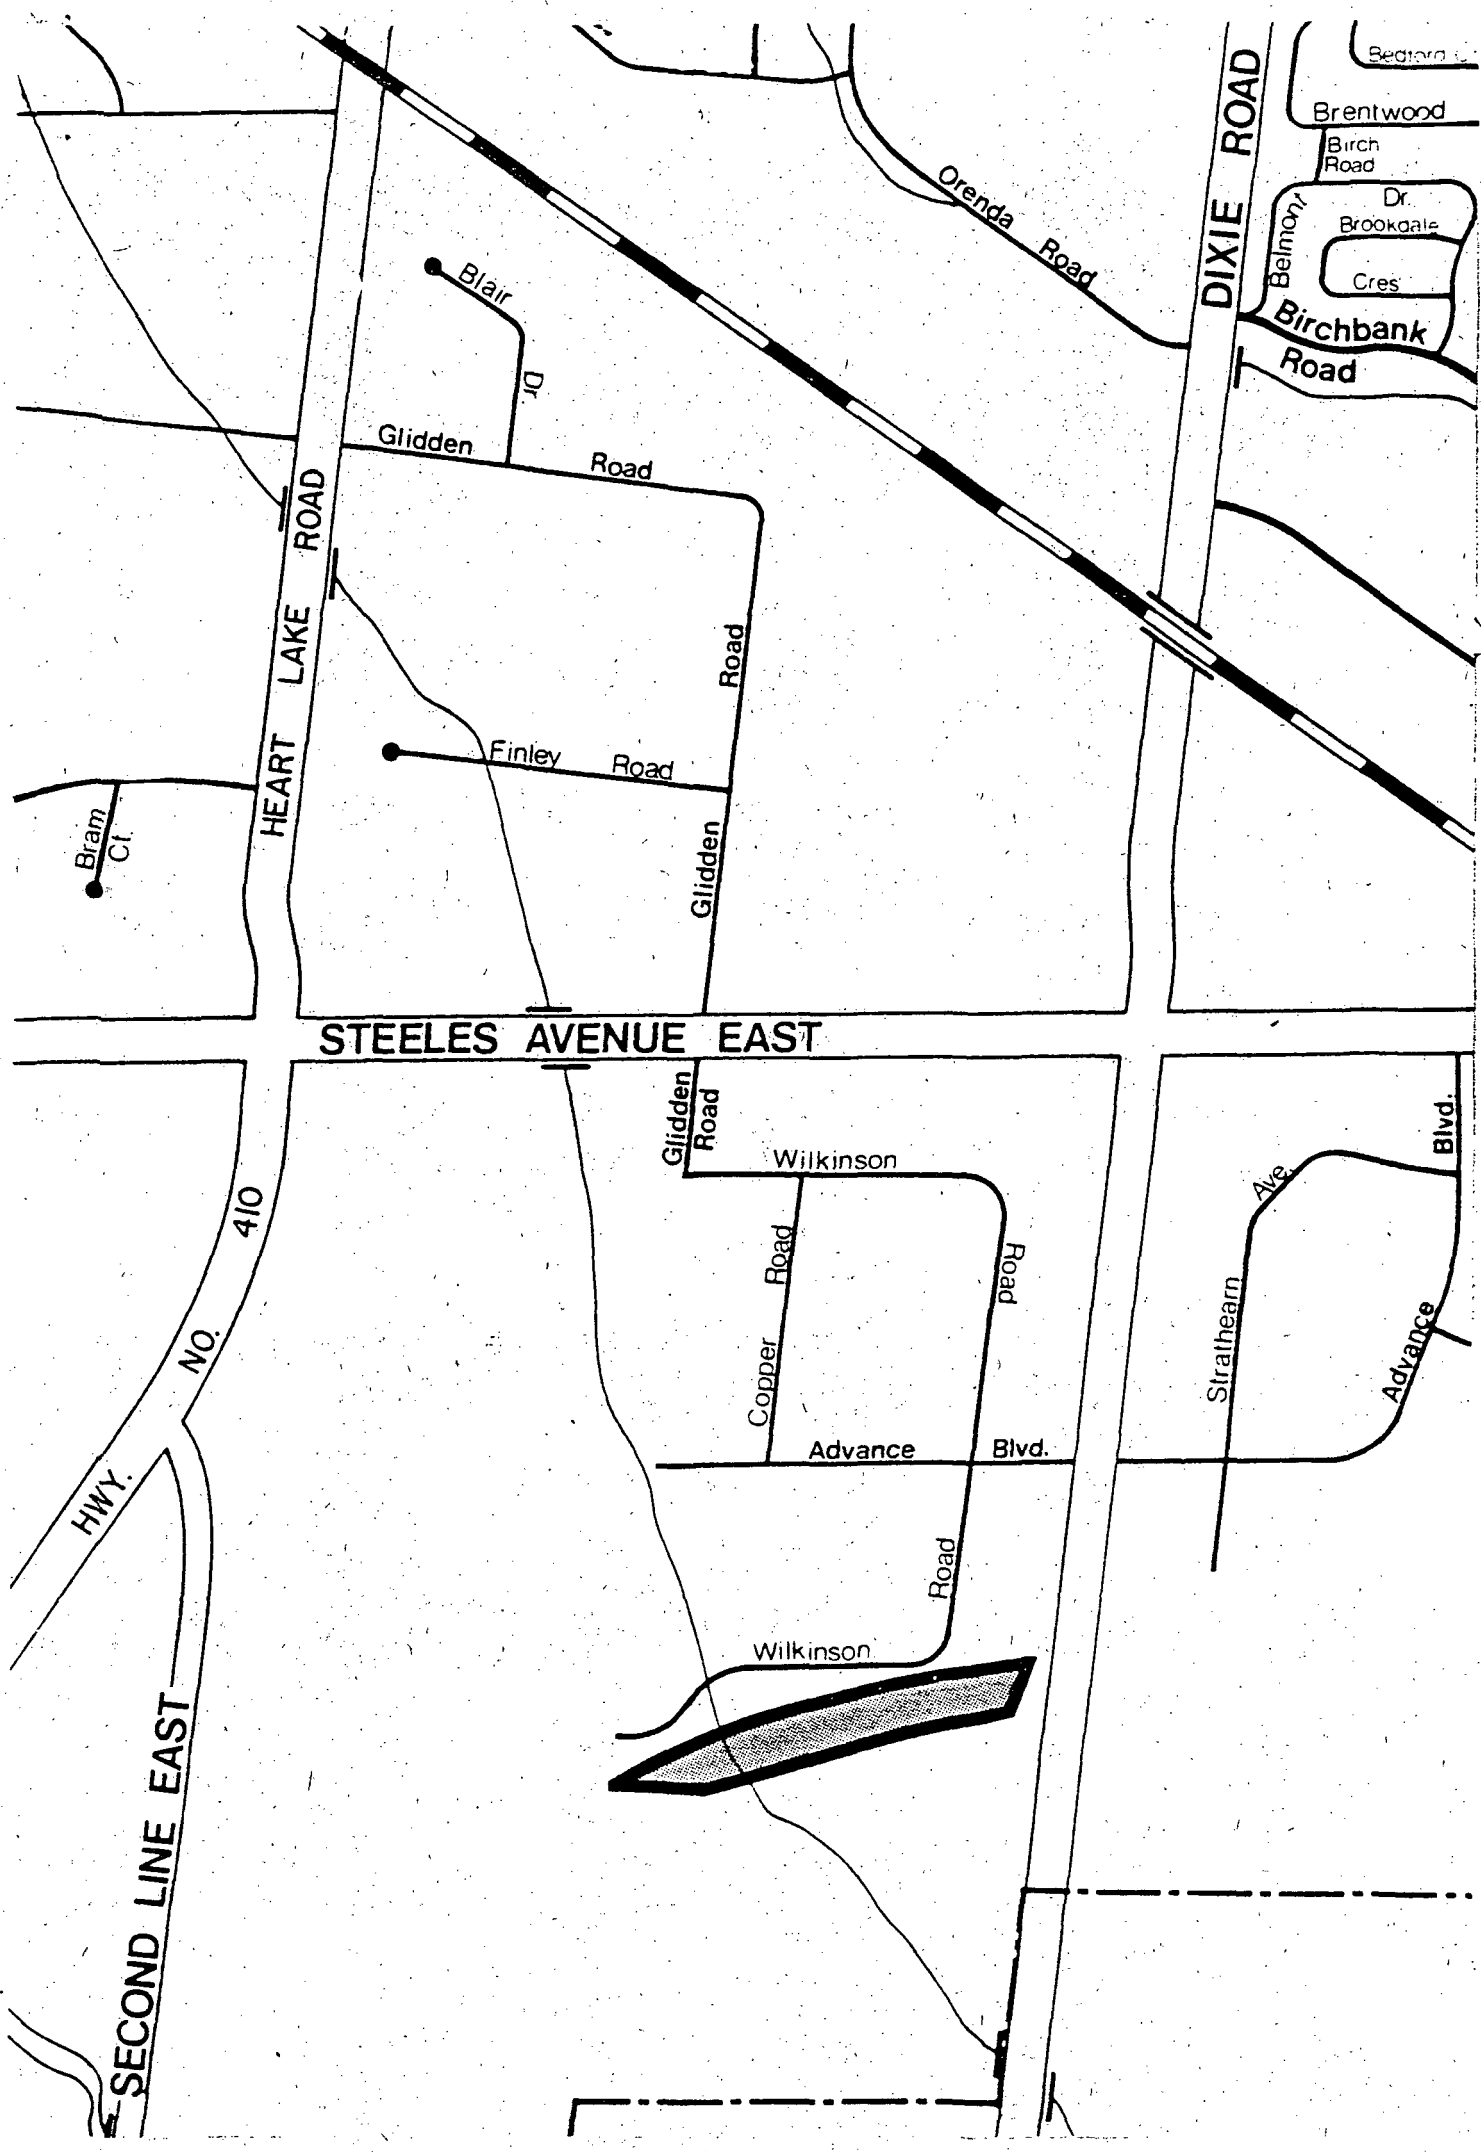 Bedford
DIXIE ROAD
Brentwood
Birch
Road
Orenda Road
Belmont
Dr.
Brookdale
Cres
Birchbank
Road
Blair
Dr.
Glidden Road
HEART LAKE ROAD
Road
Finley Road
Bram
Ct.
Glidden
STEELES AVENUE EAST
Glidden
Road
Blvd.
Wilkinson
Ave.
410
Road
Road
Strathearn
Advance
NO.
Copper
Advance Blvd.
HWY.
Road
Wilkinson
SECOND LINE EAST